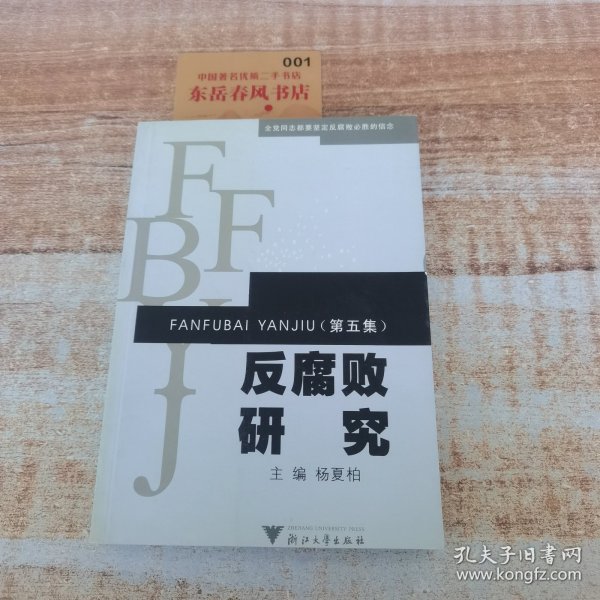 001
中国著名优质二手书店
东岳春风书店
全党同志都要坚定反腐败必胜的信念
F
F
B
Y
J
FANFUBAI YANJIU（第五集）
反腐败
研 究
主 编 杨夏柏
ZHEJIANG UNIVERSITY PRESS
浙江大学出版社
孔夫子旧书网
www.kongfz.com